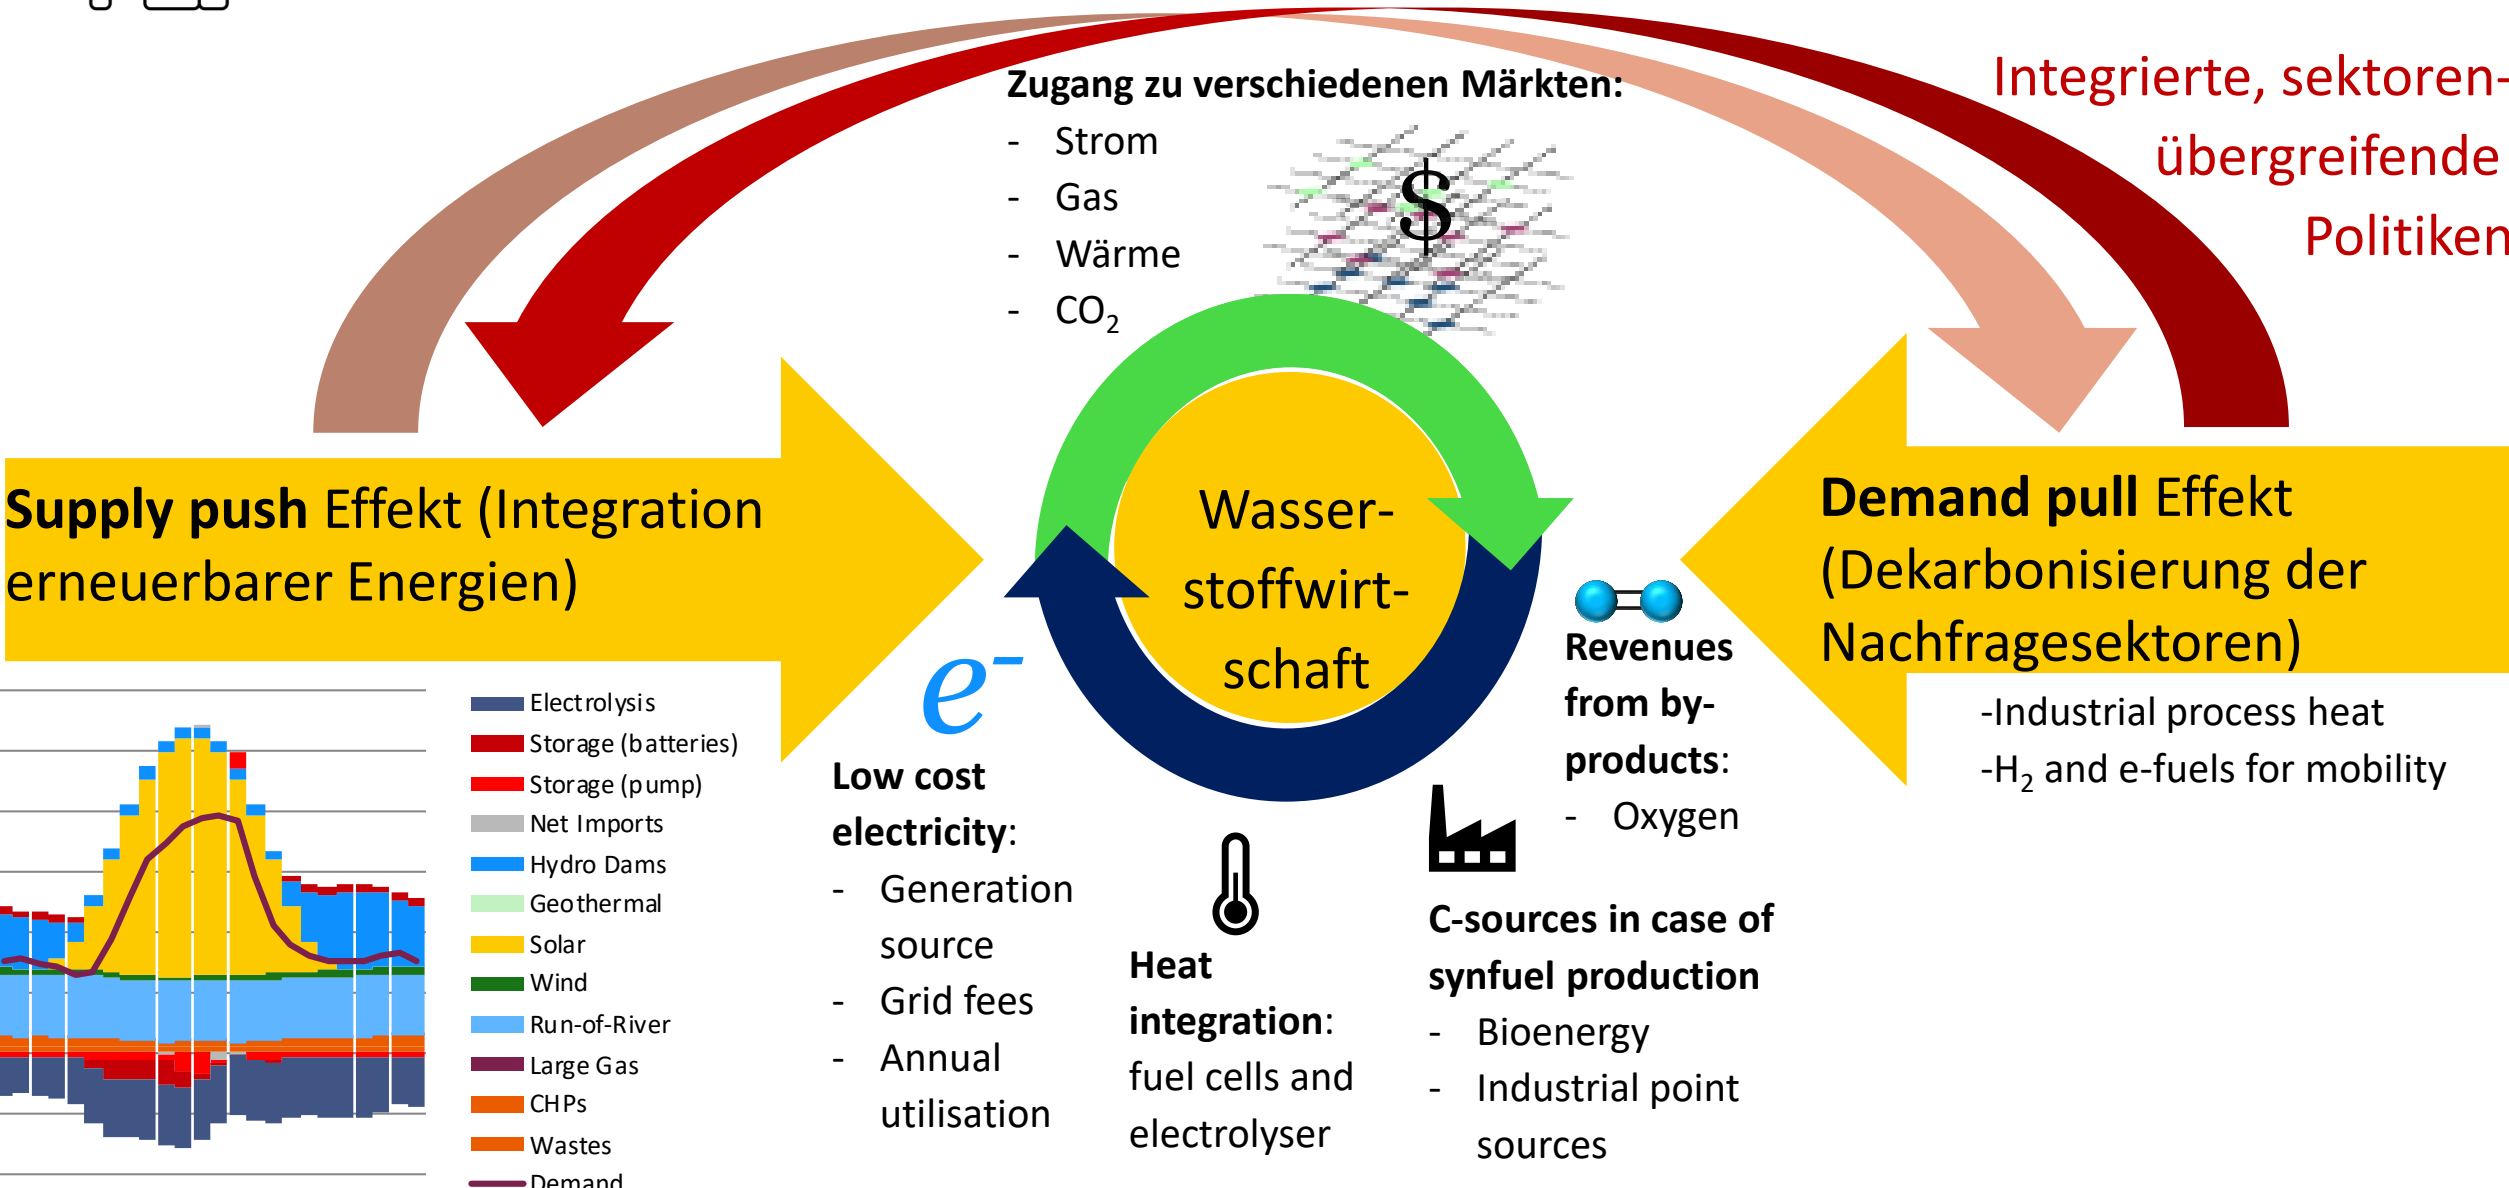 Zugang zu verschiedenen Märkten:
- Strom
- Gas
- Wärme
- CO₂
$
Integrierte, sektoren-
übergreifende
Politiken
Supply push Effekt (Integration
erneuerbarer Energien)
Wasser-
stoffwirt-
schaft
Demand pull Effekt
(Dekarbonisierung der
Nachfragesektoren)
-Industrial process heat
-H₂ and e-fuels for mobility
Electrolysis
Storage (batteries)
Storage (pump)
Net Imports
Hydro Dams
Geothermal
Solar
Wind
Run-of-River
Large Gas
CHPs
Wastes
Demand
e⁻
Low cost
electricity:
- Generation
source
- Grid fees
- Annual
utilisation
Heat
integration:
fuel cells and
electrolyser
Revenues
from by-
products:
- Oxygen
C-sources in case of
synfuel production
- Bioenergy
- Industrial point
sources